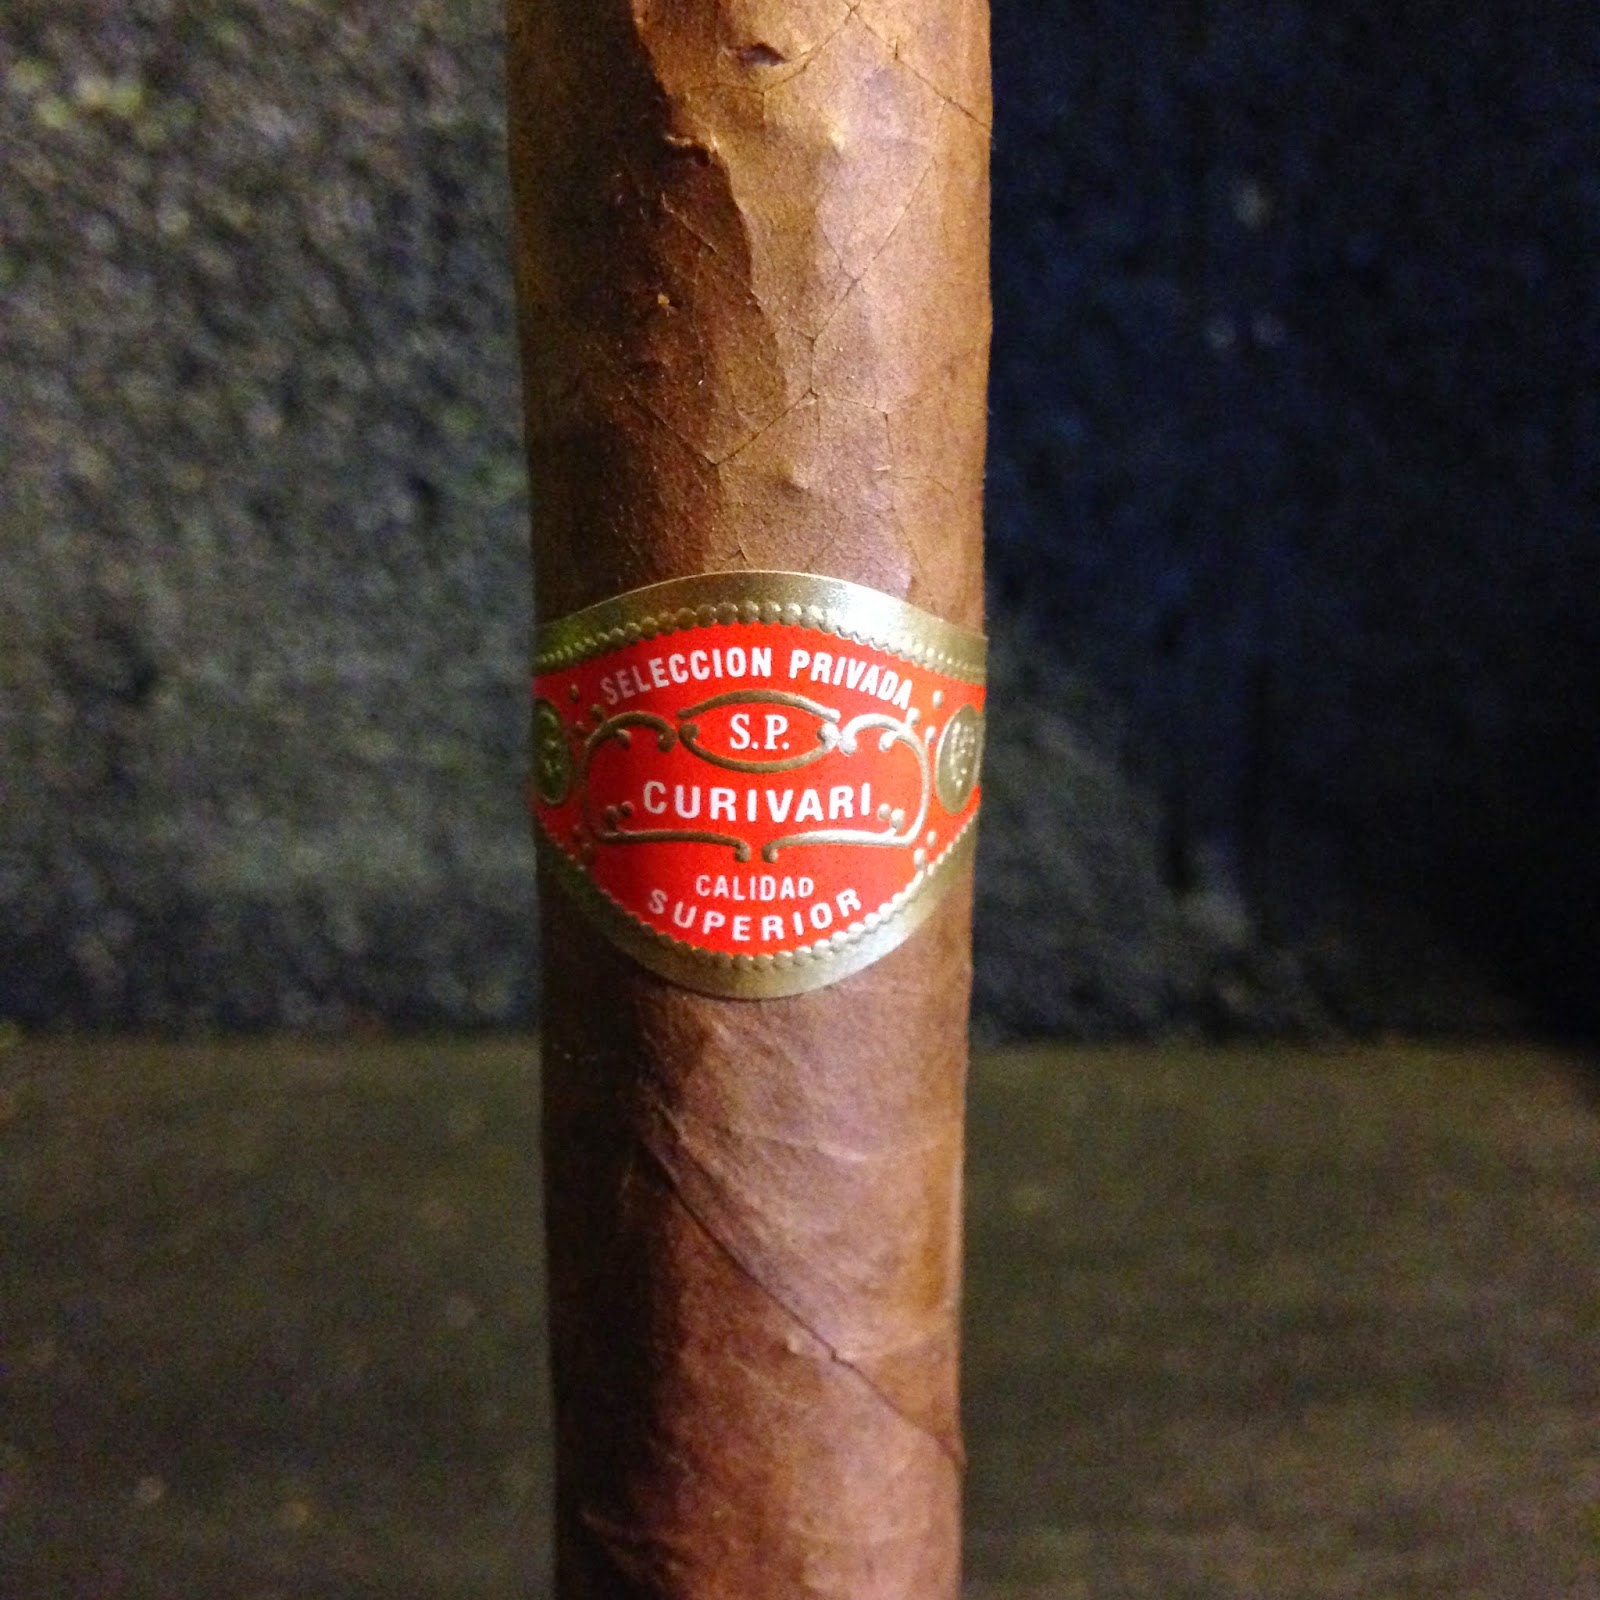 SELECCION PRIVADA
S.P.
CURIVARI
CALIDAD
SUPERIOR